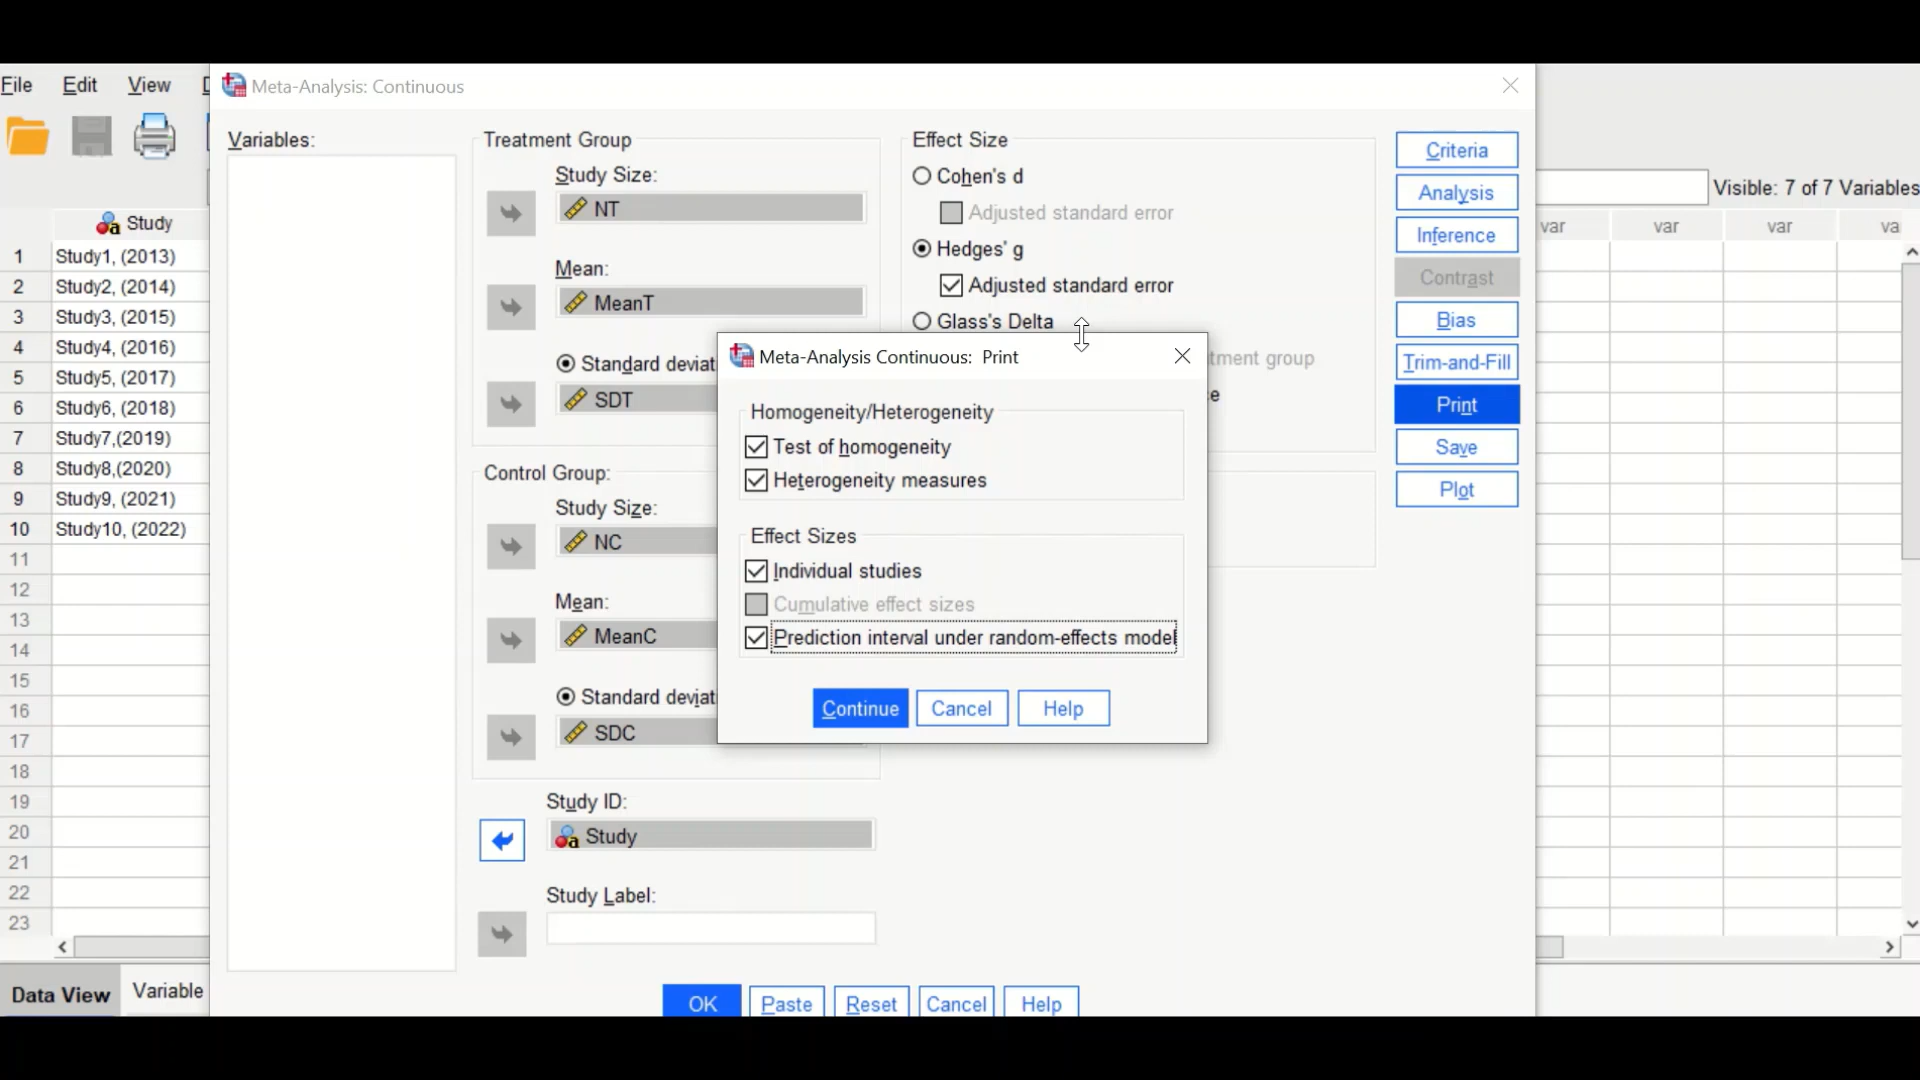 Meta-Analysis: Continuous
File Edit View
Variables:
Treatment Group
Study Size:
NT
Mean:
MeanT
Standard deviat
SDT
Control Group:
Study Size:
NC
Mean:
MeanC
Standard deviat
SDC
Study ID:
Study
Study Label:
Effect Size
Cohen's d
Adjusted standard error
Hedges' g
Adjusted standard error
Glass's Delta
tment group
e
Criteria
Analysis
Inference
Contrast
Bias
Trim-and-Fill
Print
Save
Plot
Meta-Analysis Continuous: Print
Homogeneity/Heterogeneity
Test of homogeneity
Heterogeneity measures
Effect Sizes
Individual studies
Cumulative effect sizes
Prediction interval under random-effects model
Continue Cancel Help
OK Paste Reset Cancel Help
Visible: 7 of 7 Variables
Study
var var var va
1 Study1, (2013)
2 Study2, (2014)
3 Study3, (2015)
4 Study4, (2016)
5 Study5, (2017)
6 Study6, (2018)
7 Study7,(2019)
8 Study8,(2020)
9 Study9, (2021)
10 Study10, (2022)
11
12
13
14
15
16
17
18
19
20
21
22
23
Data View Variable